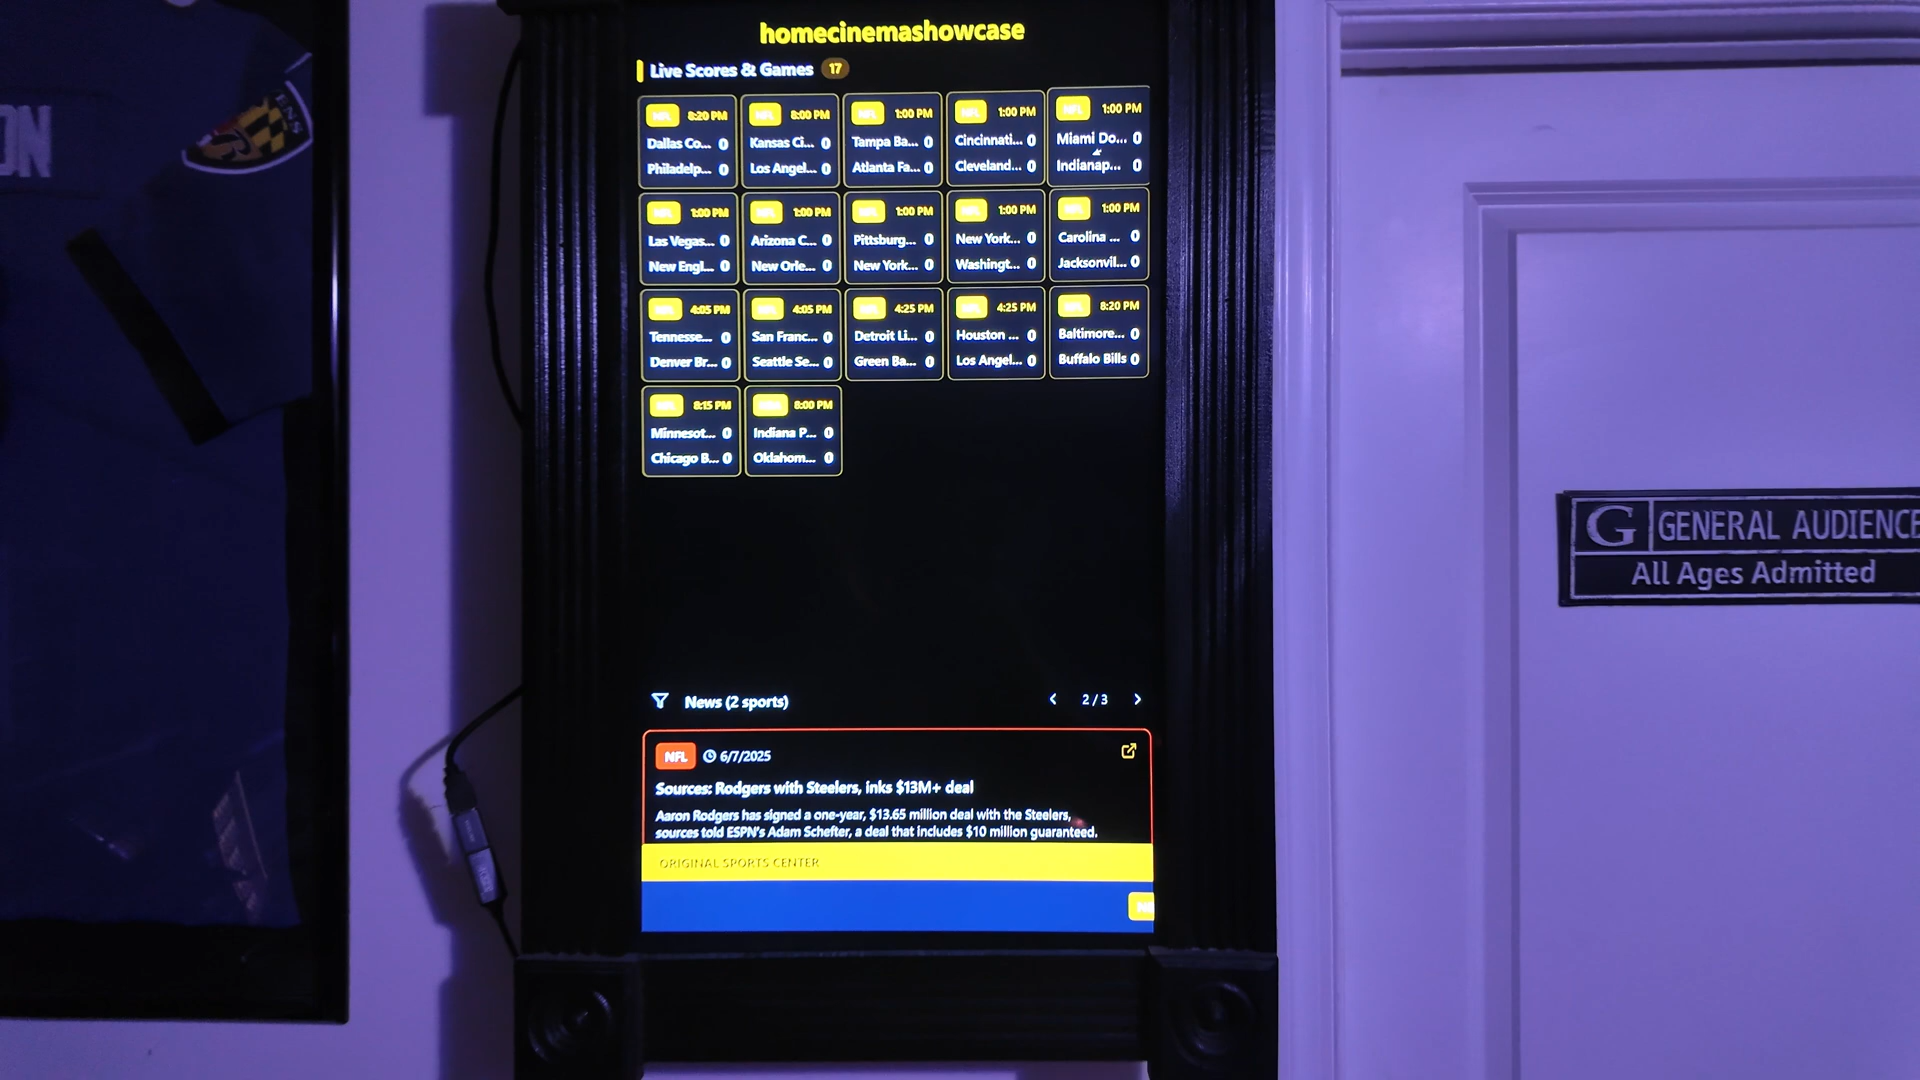 homecinemashowcase
Live Scores & Games 17
NFL 8:20 PM
Dallas Co... 0
Philadelp... 0
NFL 8:00 PM
Kansas Ci... 0
Los Angel... 0
NFL 1:00 PM
Tampa Ba... 0
Atlanta Fa... 0
NFL 1:00 PM
Cincinnati... 0
Cleveland... 0
NFL 1:00 PM
Miami Do... 0
Indianap... 0
NFL 1:00 PM
Las Vegas... 0
New Engl... 0
NFL 1:00 PM
Arizona C... 0
New Orle... 0
NFL 1:00 PM
Pittsburg... 0
New York... 0
NFL 1:00 PM
New York... 0
Washingt... 0
NFL 1:00 PM
Carolina ... 0
Jacksonvil... 0
NFL 4:05 PM
Tennesse... 0
Denver Br... 0
NFL 4:05 PM
San Franc... 0
Seattle Se... 0
NFL 4:25 PM
Detroit Li... 0
Green Ba... 0
NFL 4:25 PM
Houston ... 0
Los Angel... 0
NFL 8:20 PM
Baltimore... 0
Buffalo Bills 0
NFL 8:15 PM
Minnesot... 0
Chicago B... 0
8:00 PM
Indiana P... 0
Oklahom... 0
News (2 sports)
2 / 3
NFL 6/7/2025
Sources: Rodgers with Steelers, inks $13M+ deal
Aaron Rodgers has signed a one-year, $13.65 million deal with the Steelers,
sources told ESPN's Adam Schefter, a deal that includes $10 million guaranteed.
ORIGINAL SPORTS CENTER
ON
ENS
G GENERAL AUDIENCE
All Ages Admitted